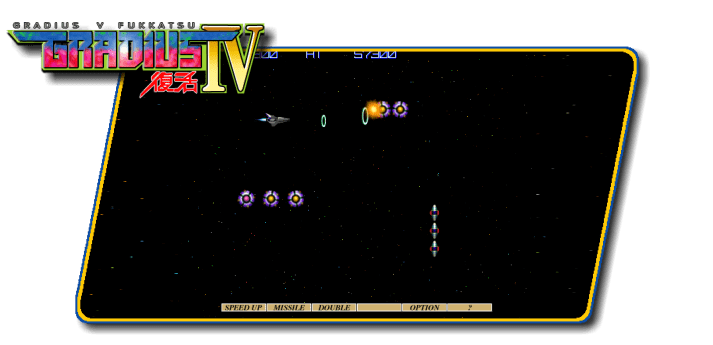 GRADIUS V FUKKATSU
GRADIUS IV
復活
HI 57300
SPEED UP MISSILE DOUBLE OPTION ?